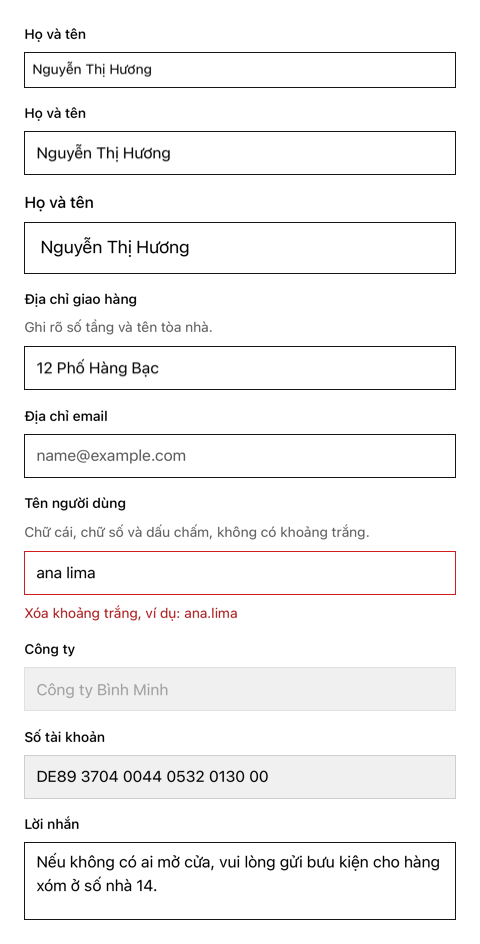 Họ và tên
Nguyễn Thị Hương
Họ và tên
Nguyễn Thị Hương
Họ và tên
Nguyễn Thị Hương
Địa chỉ giao hàng
Ghi rõ số tầng và tên tòa nhà.
12 Phố Hàng Bạc
Địa chỉ email
name@example.com
Tên người dùng
Chữ cái, chữ số và dấu chấm, không có khoảng trắng.
ana lima
Xóa khoảng trắng, ví dụ: ana.lima
Công ty
Công ty Bình Minh
Số tài khoản
DE89 3704 0044 0532 0130 00
Lời nhắn
Nếu không có ai mở cửa, vui lòng gửi bưu kiện cho hàng
xóm ở số nhà 14.